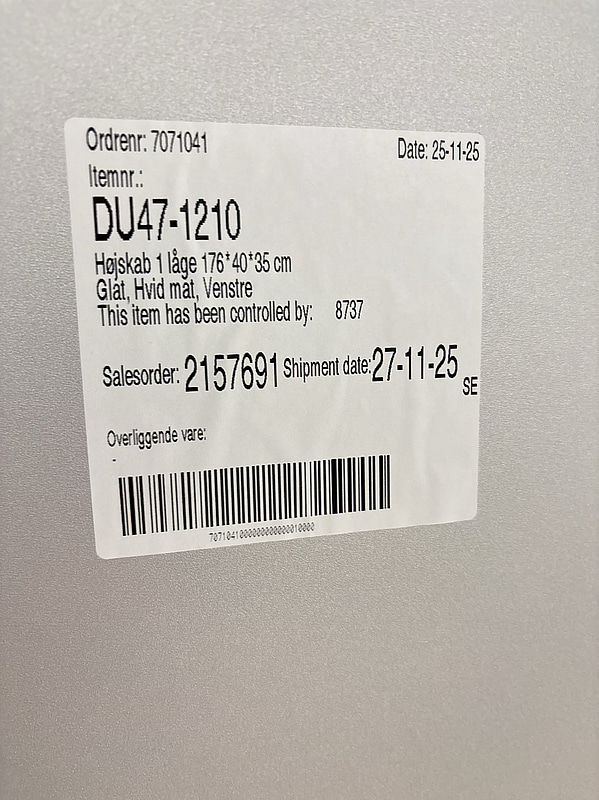 Ordrenr: 7071041 Date: 25-11-25
Itemnr.:
DU47-1210
Højskab 1 låge 176*40*35 cm
Glat, Hvid mat, Venstre
This item has been controlled by: 8737
Salesorder: 2157691 Shipment date: 27-11-25
SE
Overliggende vare:
-